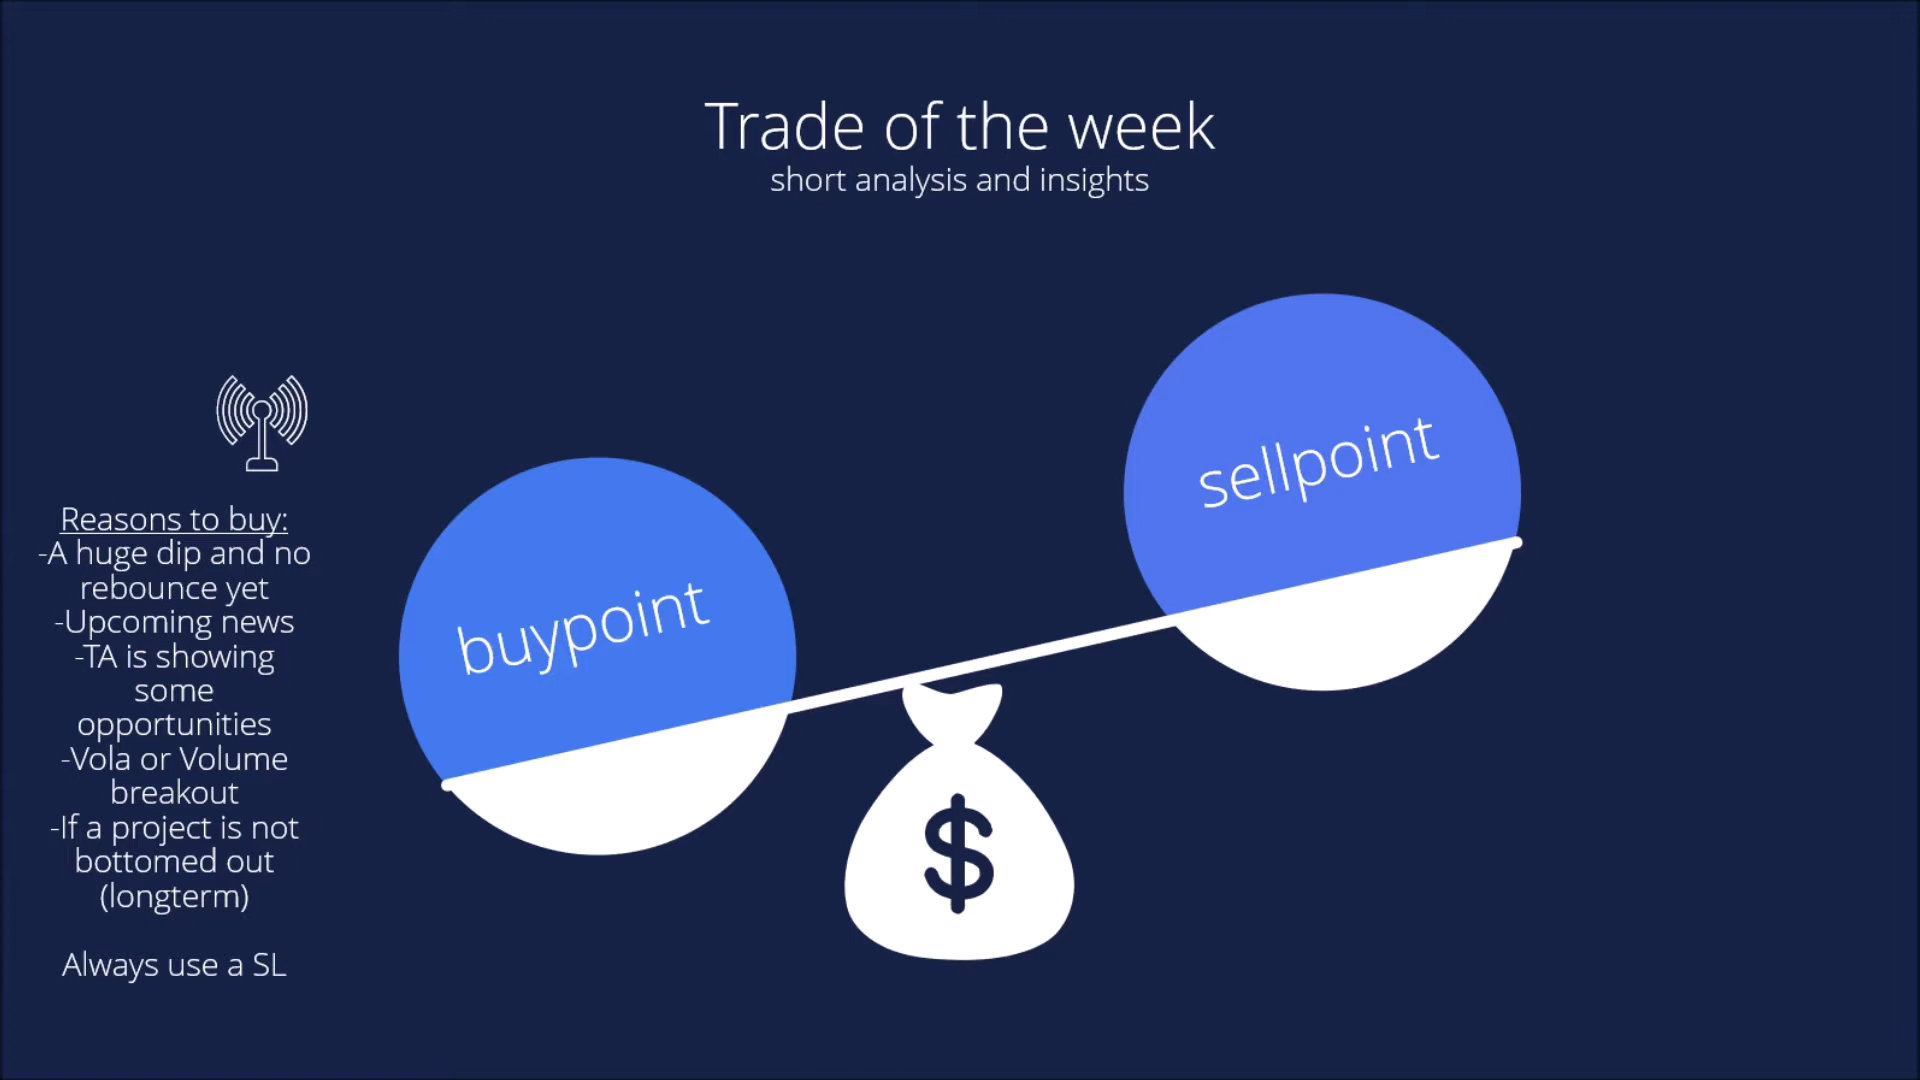 Trade of the week
short analysis and insights
sellpoint
buypoint
Reasons to buy:
-A huge dip and no
rebounce yet
-Upcoming news
-TA is showing
some
opportunities
-Vola or Volume
breakout
-If a project is not
bottomed out
(longterm)
Always use a SL
$